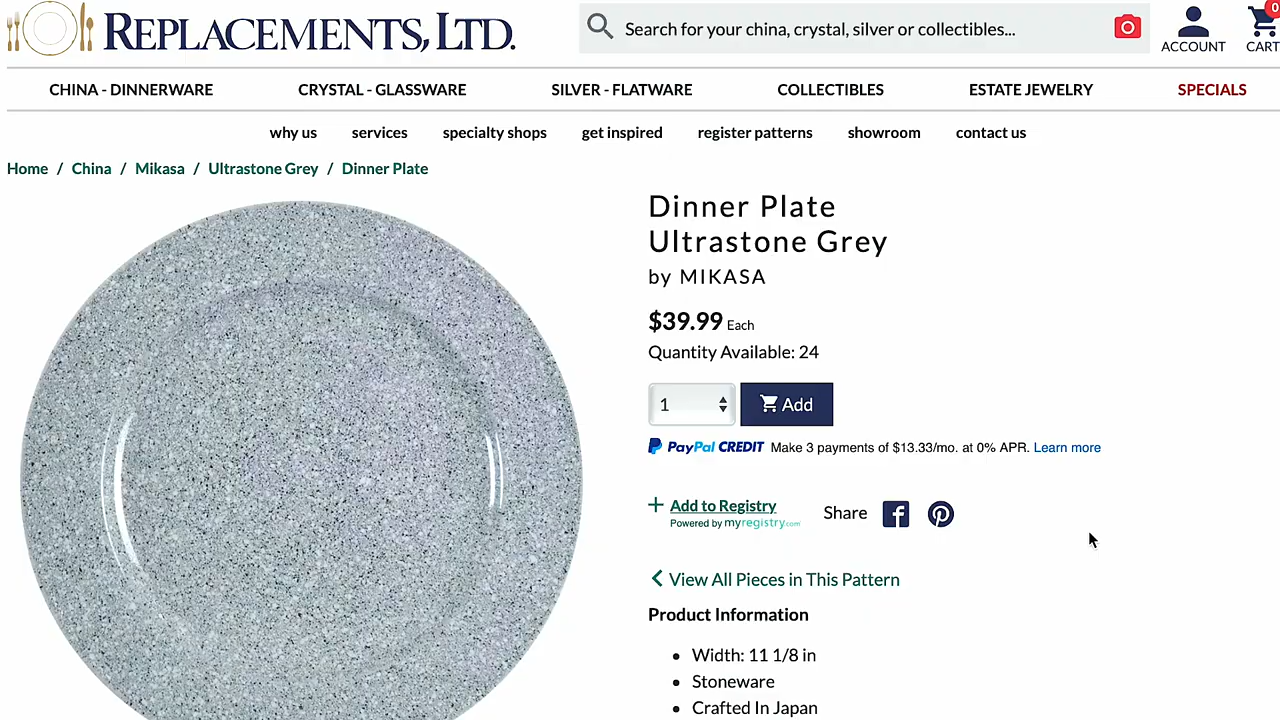 REPLACEMENTS, LTD.
Search for your china, crystal, silver or collectibles...
ACCOUNT
0
CART
CHINA - DINNERWARE
CRYSTAL - GLASSWARE
SILVER - FLATWARE
COLLECTIBLES
ESTATE JEWELRY
SPECIALS
why us
services
specialty shops
get inspired
register patterns
showroom
contact us
Home / China / Mikasa / Ultrastone Grey / Dinner Plate
Dinner Plate
Ultrastone Grey
by MIKASA
$39.99 Each
Quantity Available: 24
1
Add
PayPal CREDIT Make 3 payments of $13.33/mo. at 0% APR. Learn more
Add to Registry
Powered by myregistry.com
Share
View All Pieces in This Pattern
Product Information
• Width: 11 1/8 in
• Stoneware
• Crafted In Japan